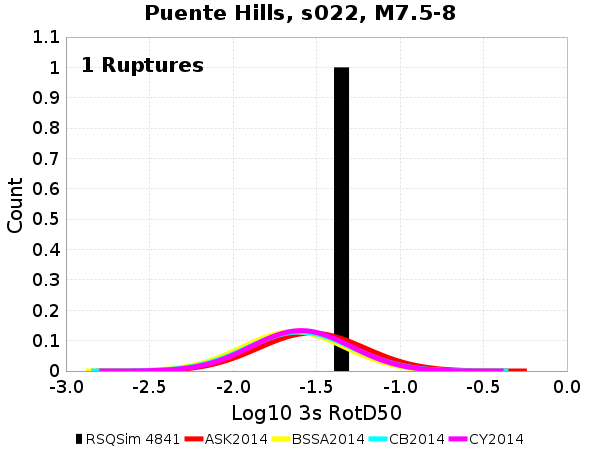 Puente Hills, s022, M7.5-8
1.1
1 Ruptures
1
0.9
0.8
0.7
0.6
0.5
0.4
0.3
0.2
0.1
0
Count
-3.0 -2.5 -2.0 -1.5 -1.0 -0.5 0.0
Log10 3s RotD50
RSQSim 4841 ASK2014 BSSA2014 CB2014 CY2014